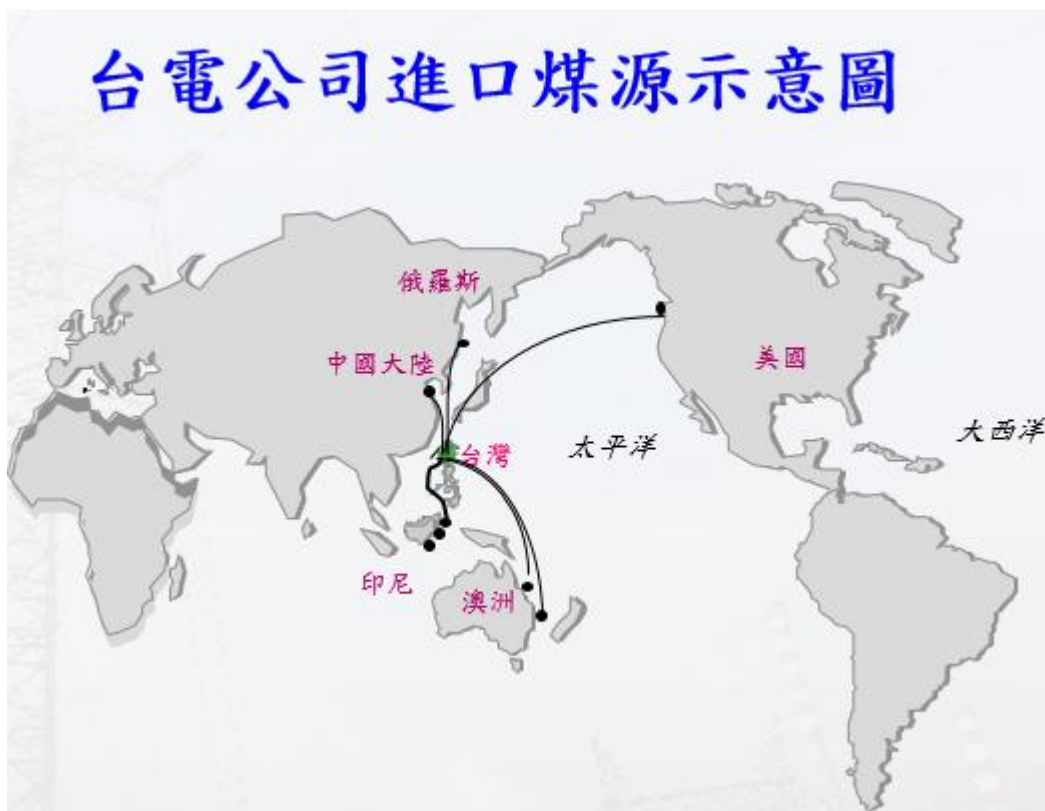 台電公司進口煤源示意圖
俄羅斯
中國大陸
美國
大西洋
太平洋
台灣
印尼
澳洲